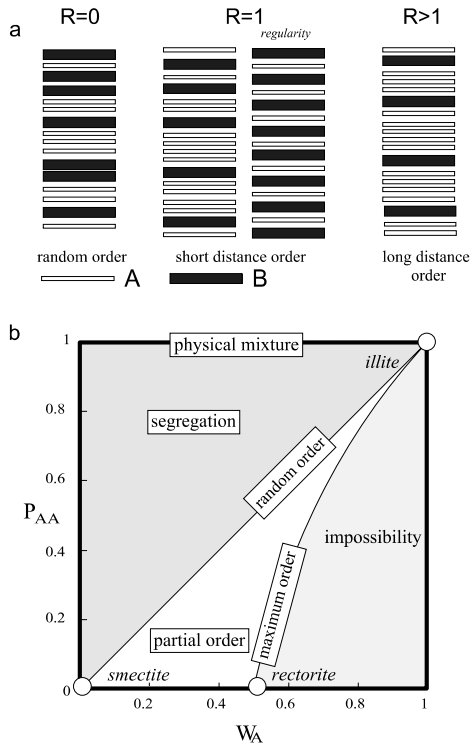 R=0 R=1 R>1
a
regularity
random order short distance order long distance
order
A B
b
1
physical mixture
illite
segregation
0.8
random order
0.6
P_AA
impossibility
0.4
maximum order
0.2
partial order
smectite rectorite
0
0.2 0.4 0.6 0.8 1
W_A